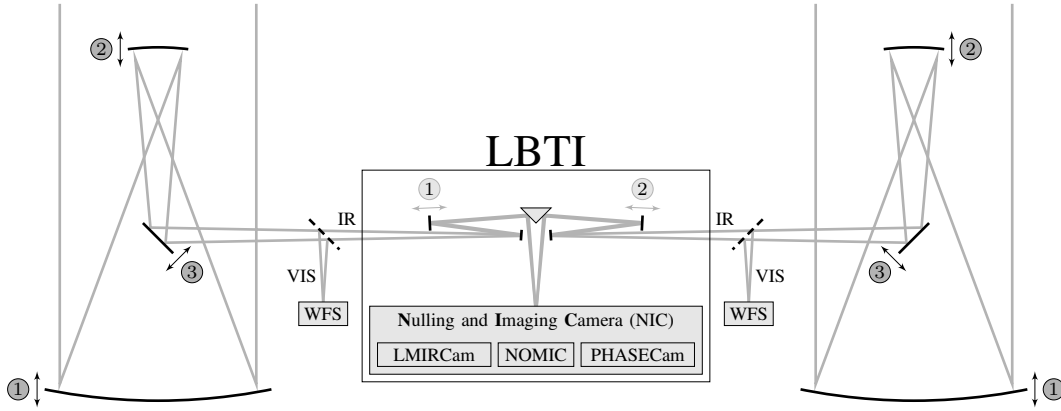 ② ②
LBTI
① ②
IR IR
③ ③
VIS VIS
WFS WFS
Nulling and Imaging Camera (NIC)
LMIRCam NOMIC PHASECam
① ①